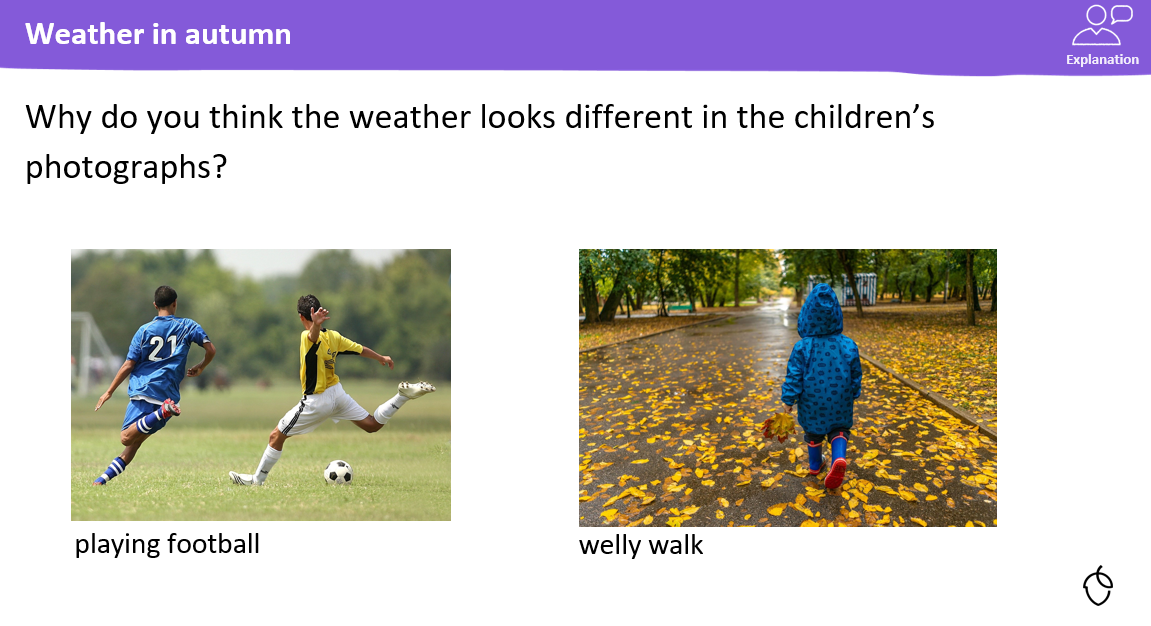 Weather in autumn
Explanation
Why do you think the weather looks different in the children’s
photographs?
21
playing football
welly walk